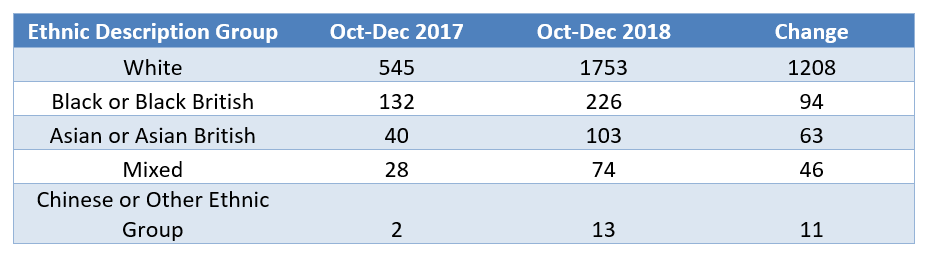 Ethnic Description Group Oct-Dec 2017 Oct-Dec 2018 Change
White 545 1753 1208
Black or Black British 132 226 94
Asian or Asian British 40 103 63
Mixed 28 74 46
Chinese or Other Ethnic
Group 2 13 11